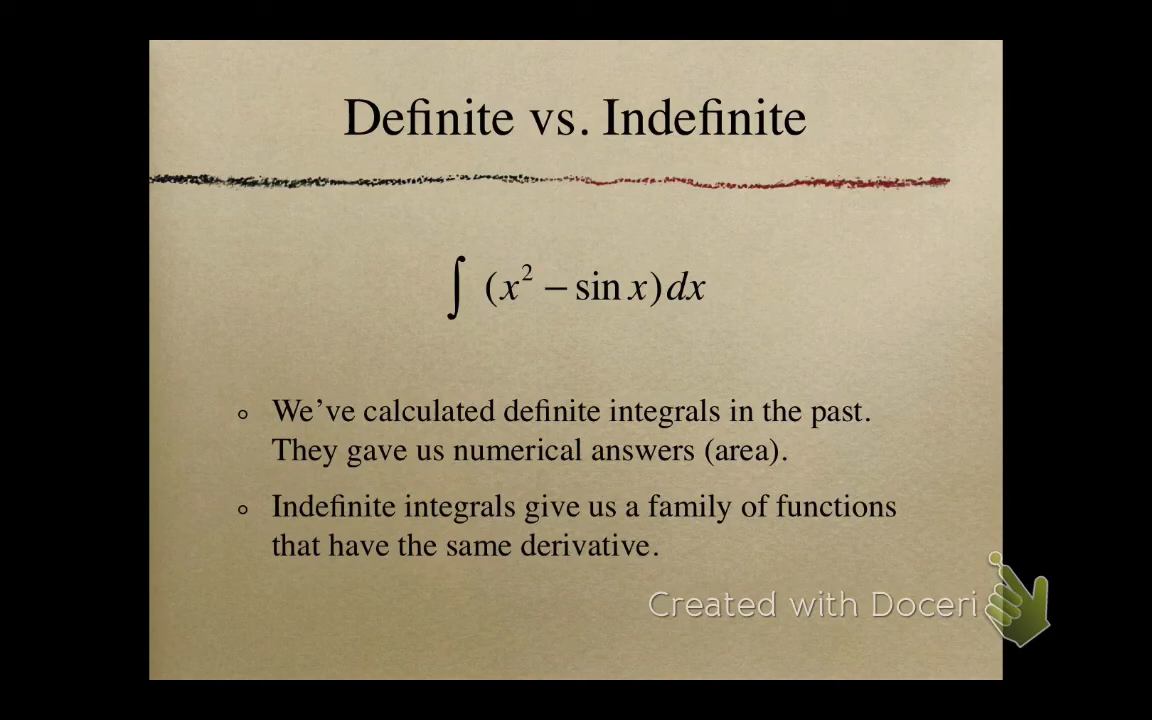 Definite vs. Indefinite
∫ (x² − sin x)dx
We’ve calculated definite integrals in the past.
They gave us numerical answers (area).
Indefinite integrals give us a family of functions
that have the same derivative.
Created with Doceri